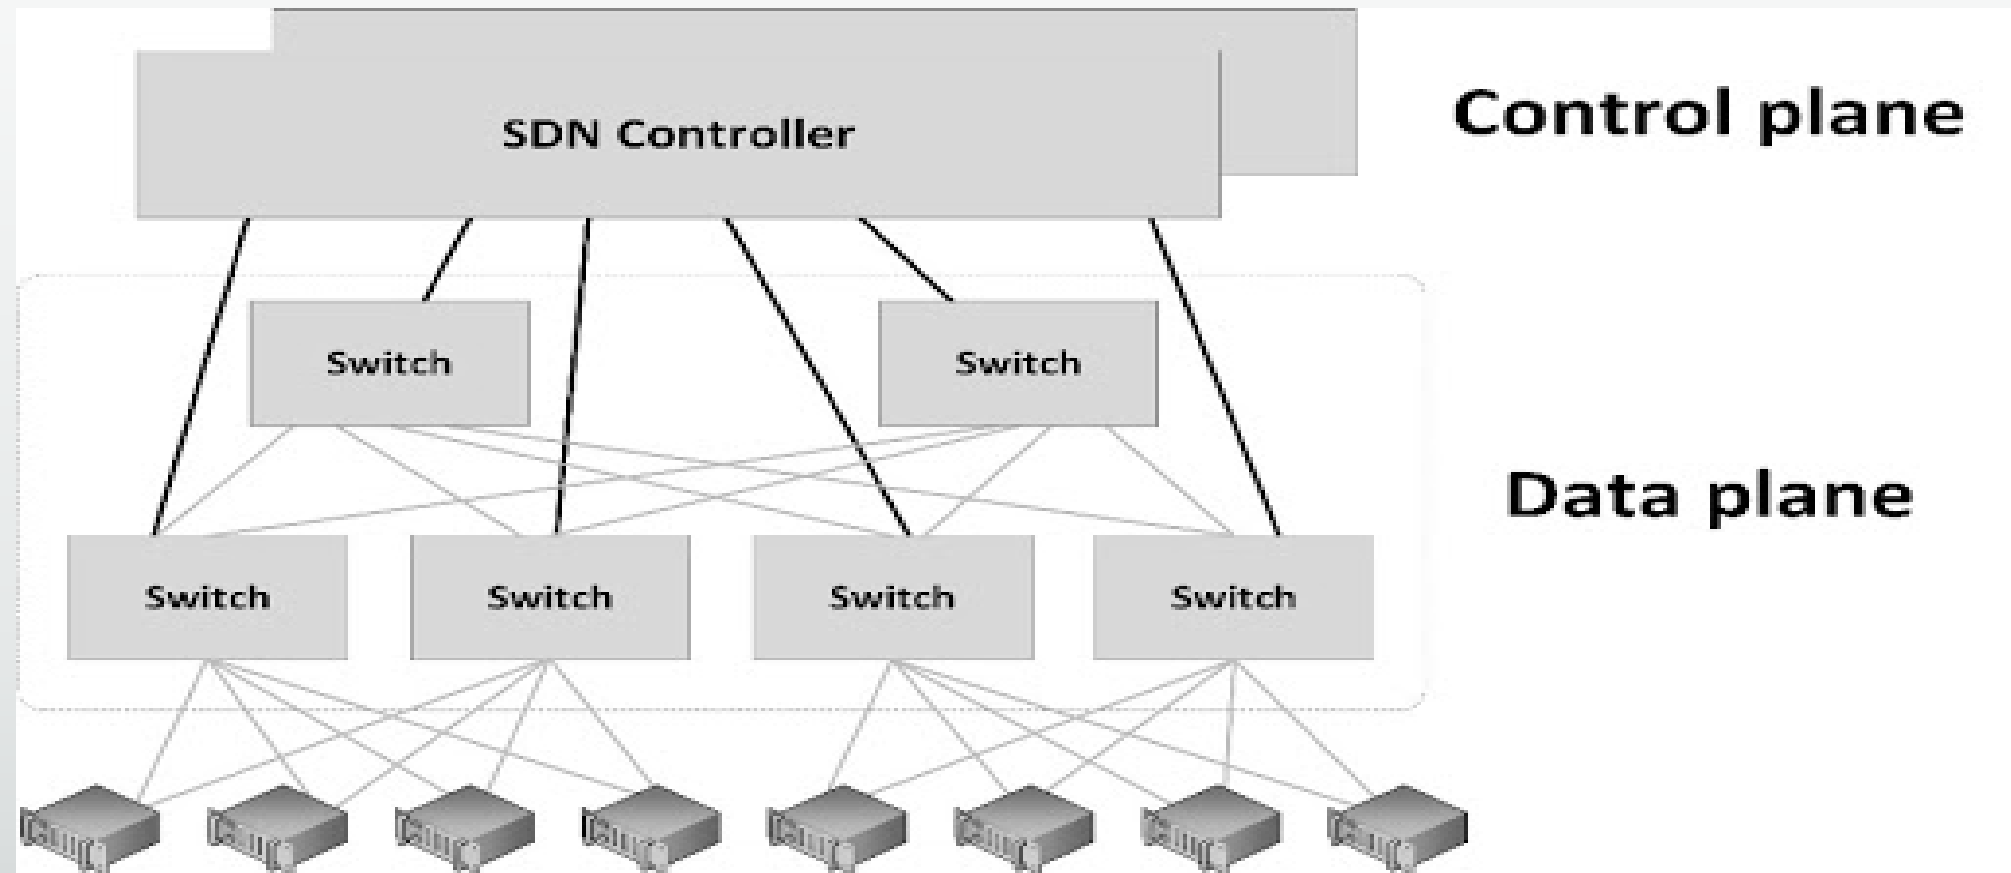 Control plane
SDN Controller
Switch
Switch
Data plane
Switch
Switch
Switch
Switch